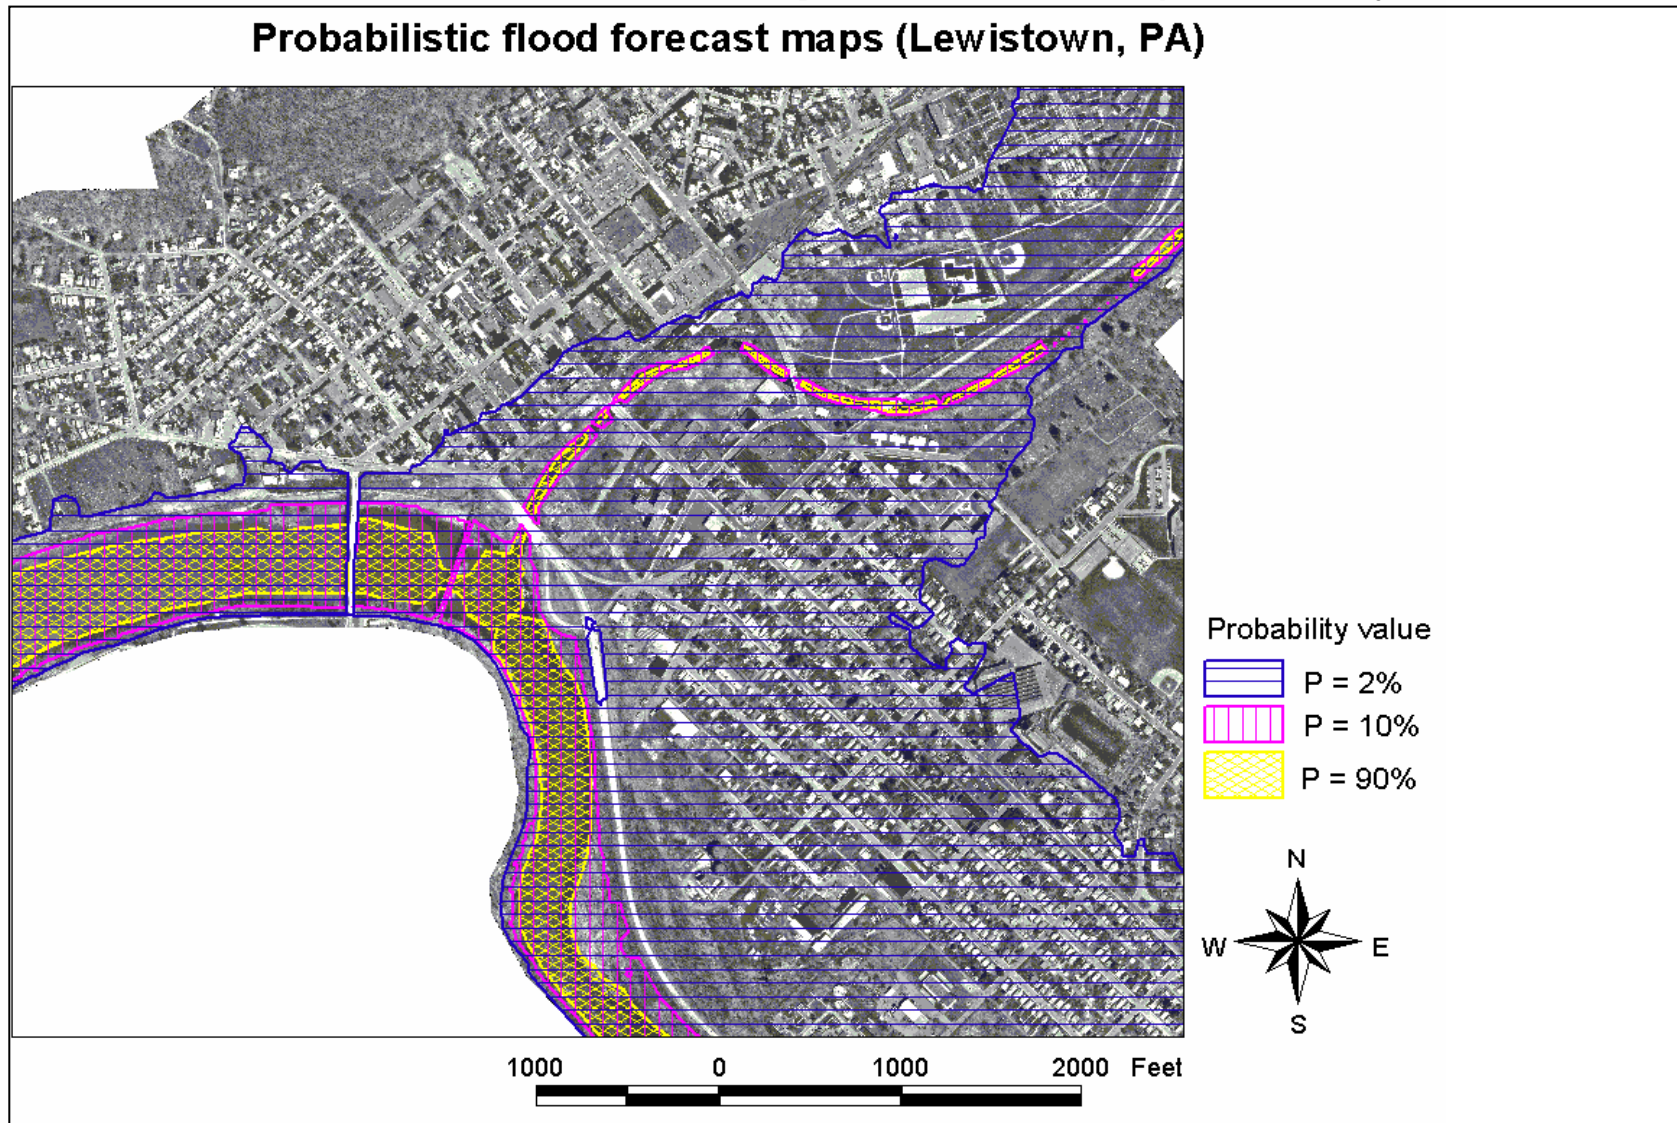 Probabilistic flood forecast maps (Lewistown, PA)
Probability value
P = 2%
P = 10%
P = 90%
N
W E
S
1000 0 1000 2000 Feet